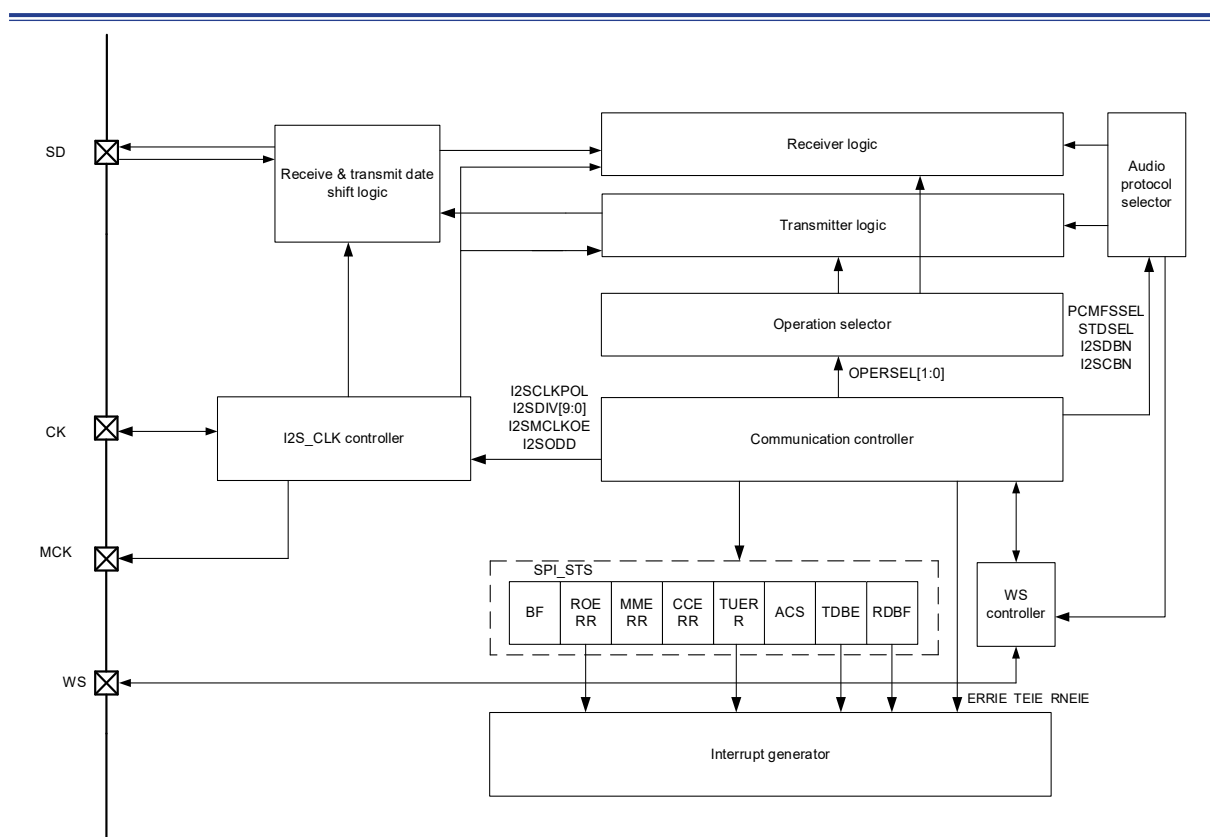 SD
Receive & transmit date
shift logic
Receiver logic
Audio
protocol
selector
Transmitter logic
Operation selector
PCMFSSEL
STDSEL
I2SDBN
I2SCBN
OPERSEL[1:0]
I2SCLKPOL
I2SDIV[9:0]
I2SMCLKOE
I2SODD
CK
I2S_CLK controller
Communication controller
MCK
SPI_STS
BF
ROE
RR
MME
RR
CCE
RR
TUER
R
ACS
TDBE
RDBF
WS
controller
WS
ERRIE TEIE RNEIE
Interrupt generator